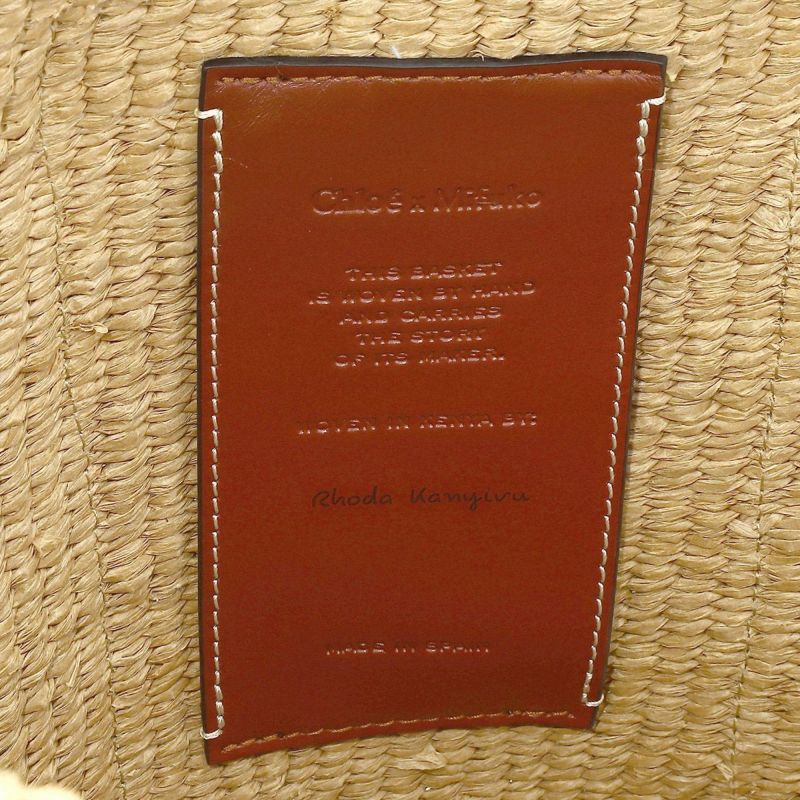 Chloé x Mifuko
THIS BASKET
IS WOVEN BY HAND
AND CARRIES
THE STORY
OF ITS MAKER.
WOVEN IN KENYA BY:
Rhoda Kanyivu
MADE IN SPAIN